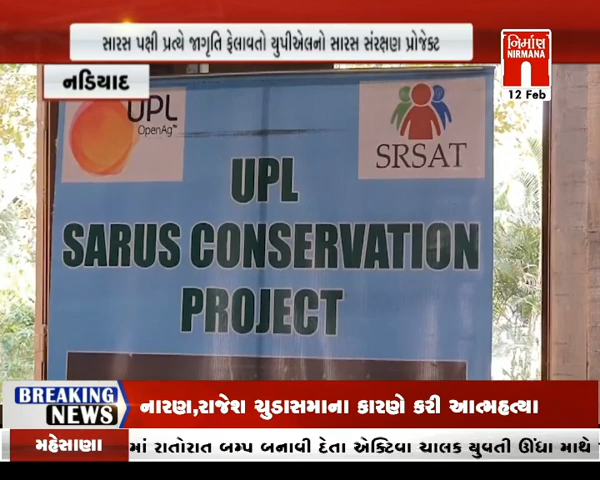 સારસ પક્ષી પ્રત્યે જાગૃતિ ફેલાવતો યુપીએલનો સારસ સંરક્ષણ પ્રોજેક્ટ
નિર્માણ
NIRMANA
12 Feb
નડિયાદ
UPL
OpenAg™
SRSAT
UPL
SARUS CONSERVATION
PROJECT
BREAKING
NEWS
નારણ,રાજેશ ચુડાસમાના કારણે કરી આત્મહત્યા
મહેસાણા
માં રાતોરાત બમ્પ બનાવી દેતા એક્ટિવા ચાલક યુવતી ઊંધા માથે